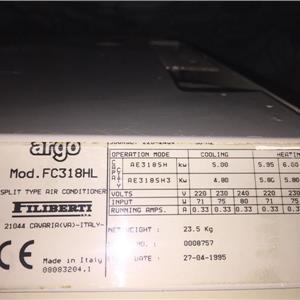 argo
Mod.FC318HL
SPLIT TYPE AIR CONDITIONER
FILIBERTI
21044 CAVARIA(VA)-ITALY-
CE
Made in Italy
08083204.1
OPERATION MODE COOLING HEATIN
AE318SH Kw 5.00 5.95 6.00
AE318SH3 Kw 4.80 5.80 5.80
VOLTS V 220 230 240 220 230
INPUT W 71 75 80 71 75
RUNNING AMPS. A 0.33 0.33 0.33 0.33 0.33
WEIGHT: 23.5 Kg
NO. 0008757
DATE : 27-04-1995